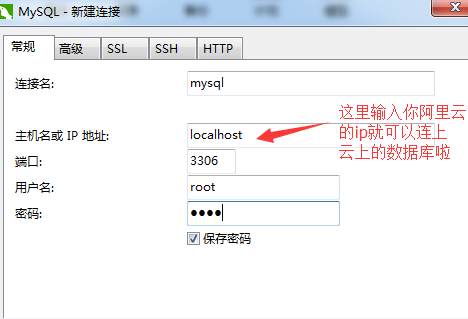 MySQL - 新建连接
常规 高级 SSL SSH HTTP
连接名: mysql
主机名或 IP 地址: localhost
端口: 3306
用户名: root
密码: ●●●●
保存密码
这里输入你阿里云
的ip就可以连上
云上的数据库啦